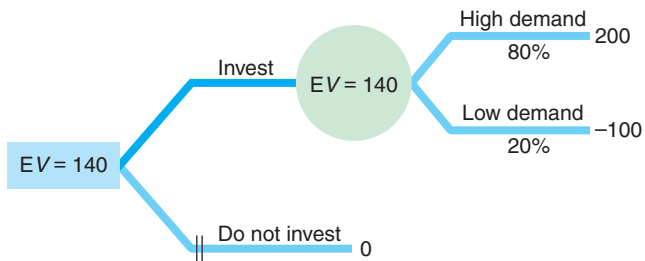 High demand
200
80%
Invest
EV = 140
Low demand
–100
20%
EV = 140
Do not invest
0